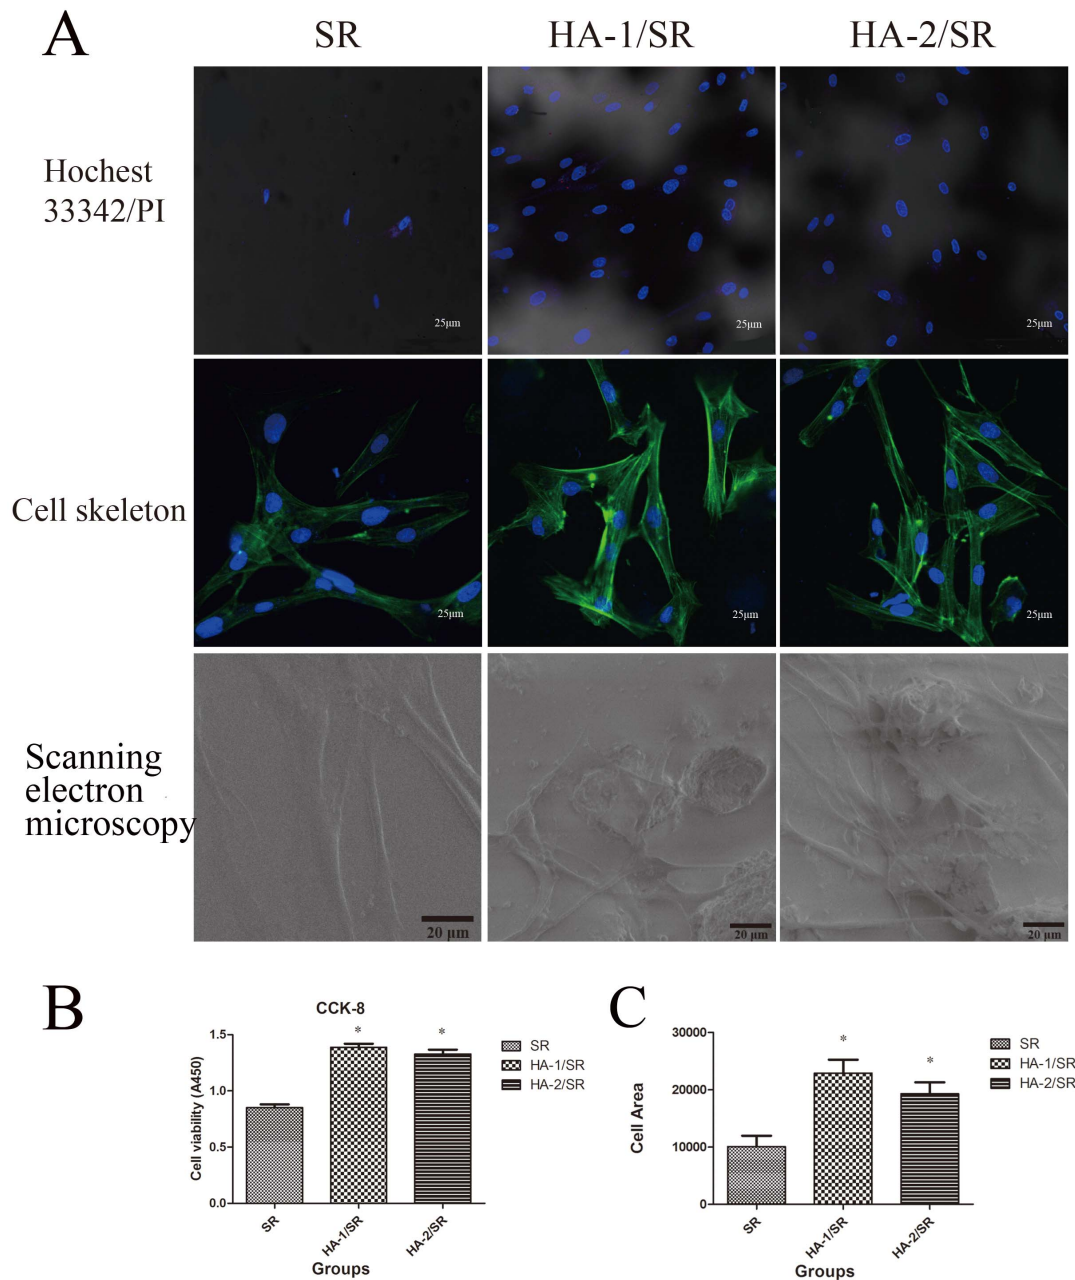 A
SR
HA-1/SR
HA-2/SR
Hochest
33342/PI
25μm
25μm
25μm
Cell skeleton
25μm
25μm
25μm
Scanning
electron
microscopy
20 μm
20 μm
20 μm
B
CCK-8
Cell viability (A450)
1.5
1.0
0.5
0.0
*
*
SR
HA-1/SR
HA-2/SR
SR
HA-1/SR
HA-2/SR
Groups
C
Cell Area
30000
20000
10000
0
*
*
SR
HA-1/SR
HA-2/SR
SR
HA-1/SR
HA-2/SR
Groups